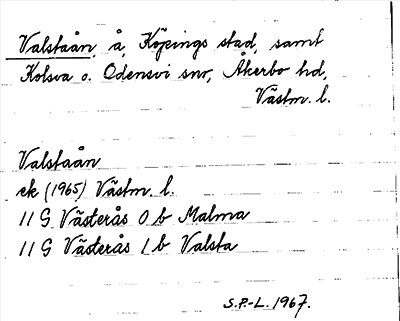 Valstaån, å, Köpings stad, samt
Kolsva o. Odensvi snr, Åkerbo hd,
Västm. l.
Valstaån
ek (1965) Västm. l.
11 G Västerås 0 b Malma
11 G Västerås 1 b Valsta
S.P.-L. 1967.